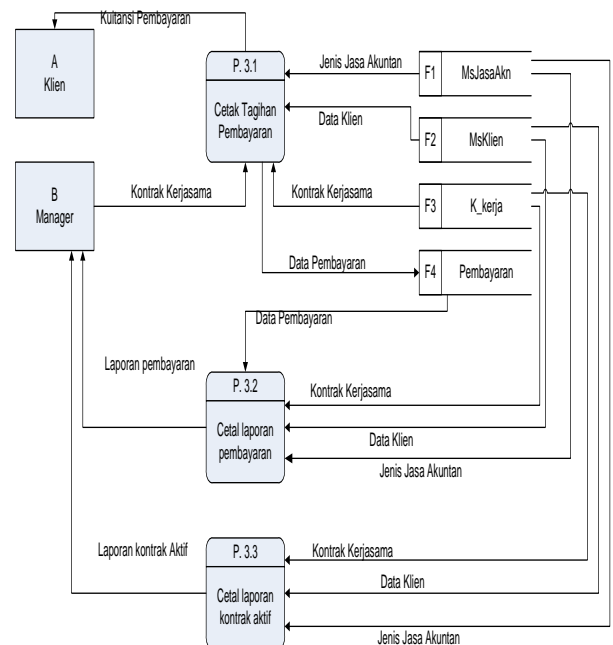 Kuitansi Pembayaran
A
Klien
P. 3.1
Cetak Tagihan
Pembayaran
Jenis Jasa Akuntan
F1
MsJasaAkn
Data Klien
F2
MsKlien
B
Manager
Kontrak Kerjasama
Kontrak Kerjasama
F3
K_kerja
Data Pembayaran
F4
Pembayaran
Data Pembayaran
Laporan pembayaran
P. 3.2
Cetal laporan
pembayaran
Kontrak Kerjasama
Data Klien
Jenis Jasa Akuntan
Laporan kontrak Aktif
P. 3.3
Cetal laporan
kontrak aktif
Kontrak Kerjasama
Data Klien
Jenis Jasa Akuntan